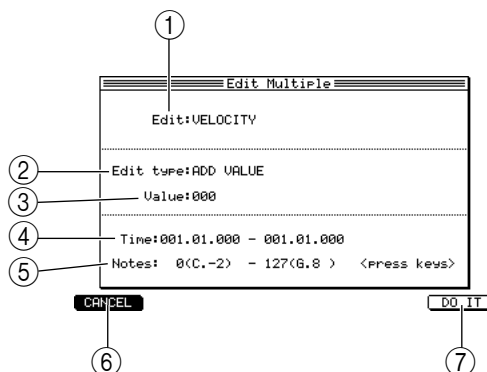 ①
Edit Multiple
Edit:VELOCITY
② Edit type:ADD VALUE
③ Value:000
④ Time:001.01.000 - 001.01.000
⑤ Notes: 0(C.-2) - 127(G.8 ) <press keys>
CANCEL DO IT
⑥ ⑦